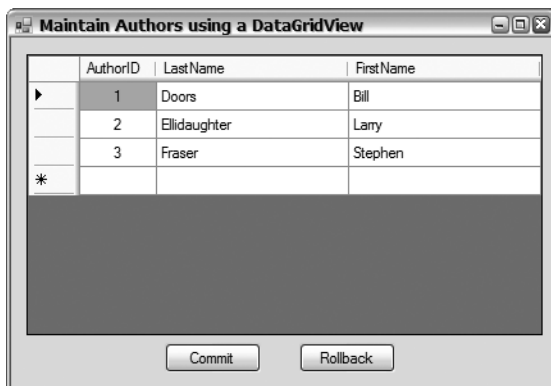 Maintain Authors using a DataGridView
AuthorID LastName FirstName
1 Doors Bill
2 Ellidaughter Larry
3 Fraser Stephen
*
Commit Rollback